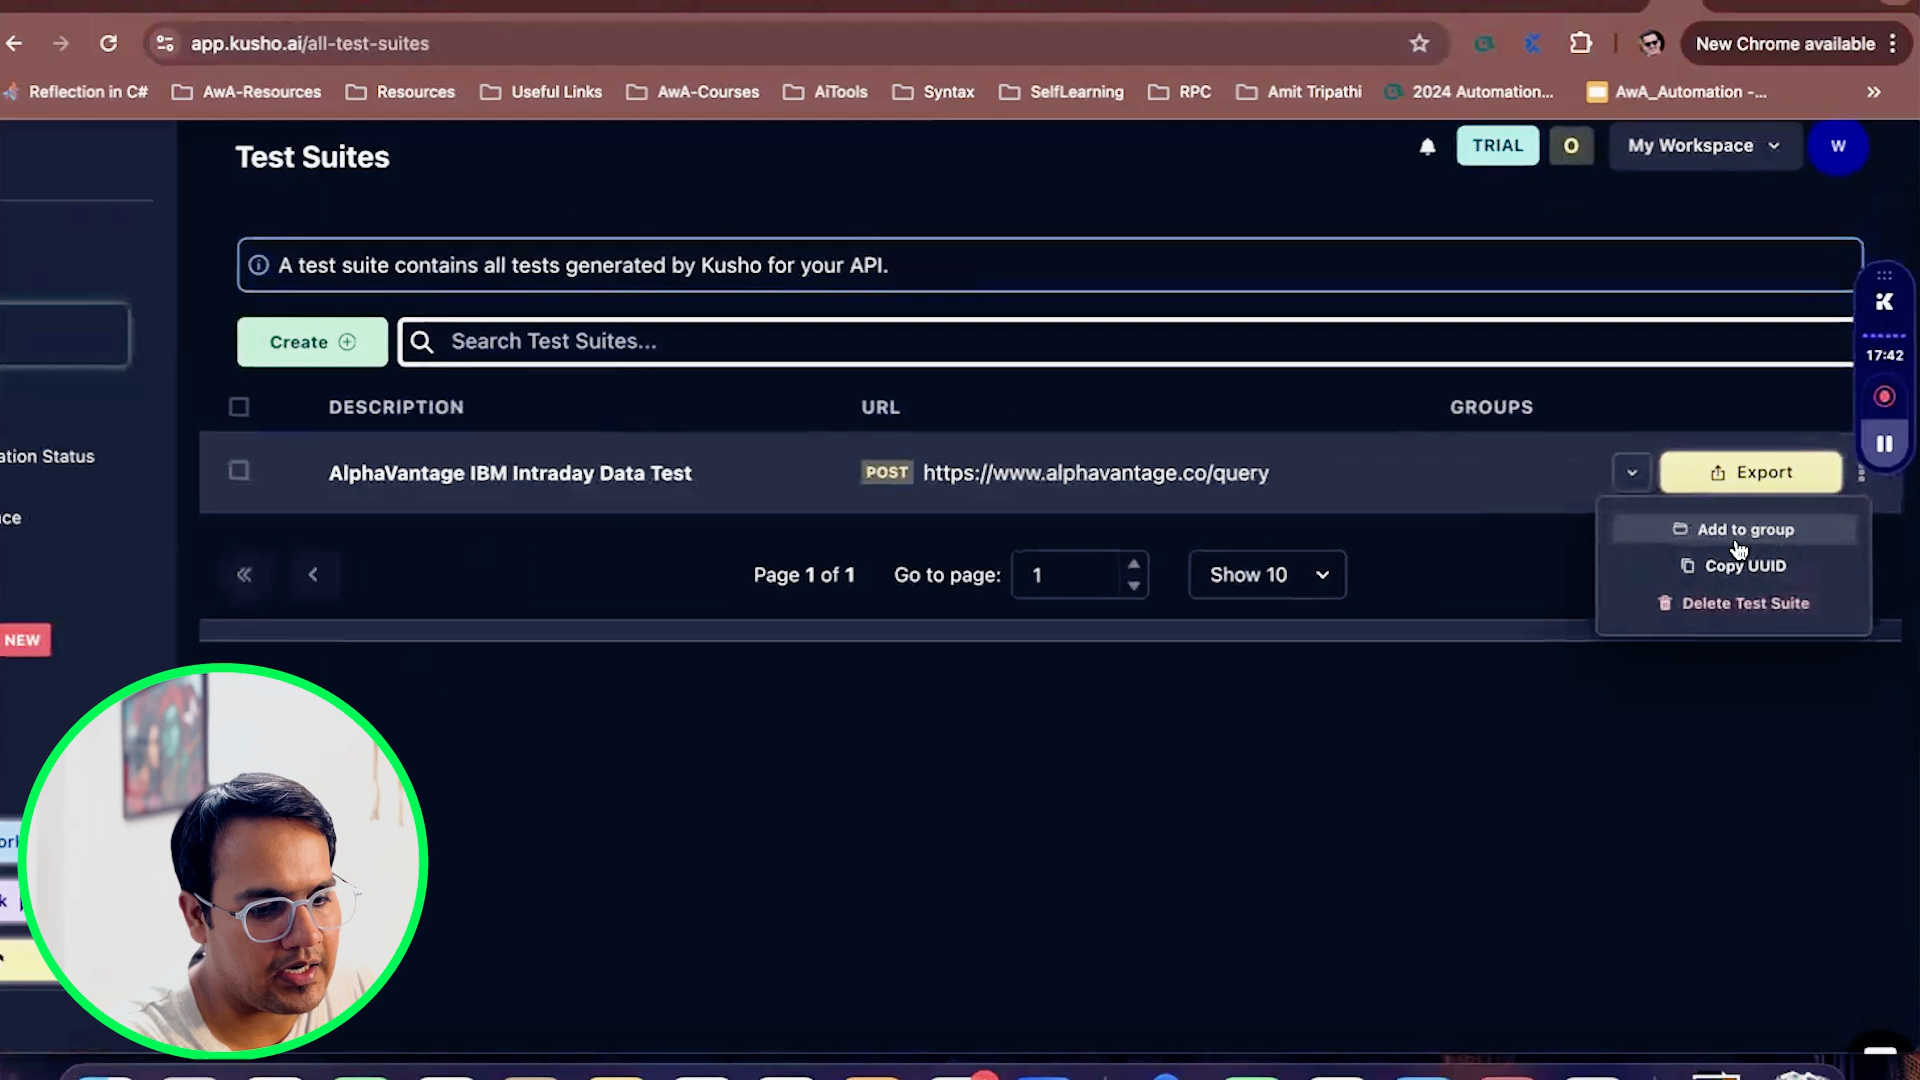 app.kusho.ai/all-test-suites
New Chrome available
Reflection in C#
AwA-Resources
Resources
Useful Links
AwA-Courses
AiTools
Syntax
SelfLearning
RPC
Amit Tripathi
2024 Automation...
AwA_Automation -...
»
Test Suites
TRIAL
0
My Workspace
W
A test suite contains all tests generated by Kusho for your API.
Create
Search Test Suites...
17:42
DESCRIPTION
URL
GROUPS
ation Status
AlphaVantage IBM Intraday Data Test
POST
https://www.alphavantage.co/query
Export
ce
Add to group
Copy UUID
Delete Test Suite
Page 1 of 1
Go to page:
1
Show 10
NEW